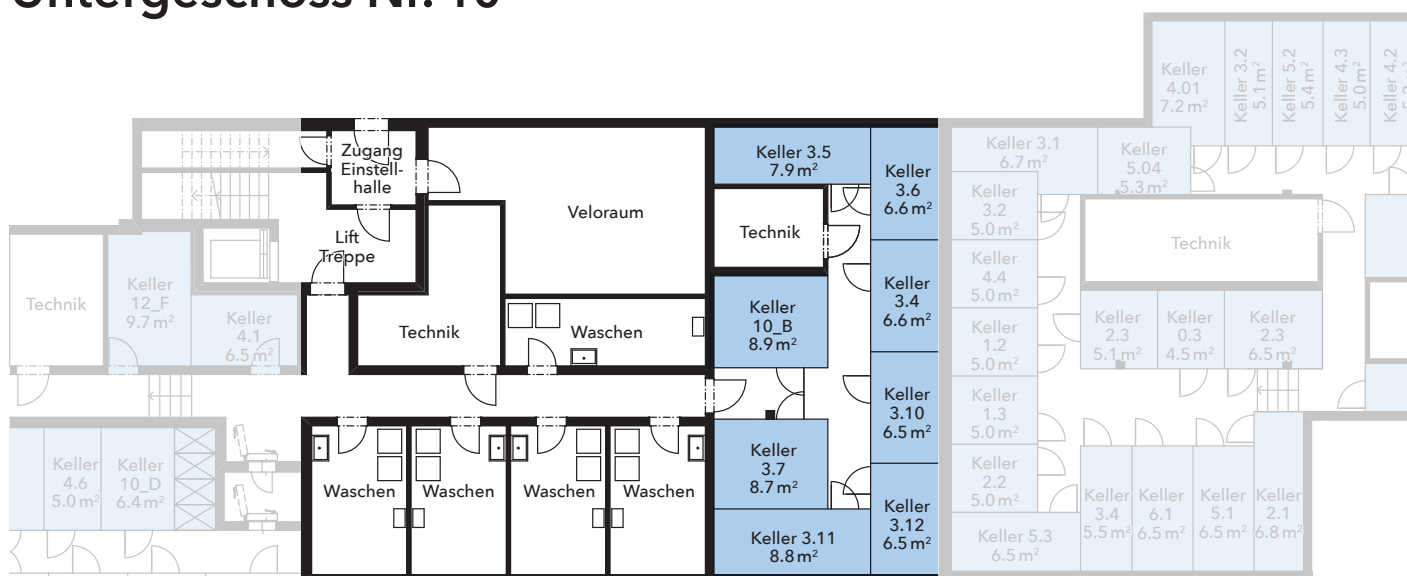 Untergeschoss Nr. 10
Keller
4.01
7.2 m²
Keller 3.2
5.1 m²
Keller 5.2
5.4 m²
Keller 4.3
5.0 m²
Keller 4.2
Zugang
Einstell-
halle
Lift
Treppe
Veloraum
Technik
Waschen
Keller 3.5
7.9 m²
Technik
Keller
3.6
6.6 m²
Keller
3.4
6.6 m²
Keller
10_B
8.9 m²
Keller
3.10
6.5 m²
Keller
3.7
8.7 m²
Keller
3.12
6.5 m²
Keller 3.11
8.8 m²
Waschen
Waschen
Waschen
Waschen
Technik
Keller
12_F
9.7 m²
Keller
4.1
6.5 m²
Keller
4.6
5.0 m²
Keller
10_D
6.4 m²
Keller 3.1
6.7 m²
Keller
5.04
5.3 m²
Keller
3.2
5.0 m²
Keller
4.4
5.0 m²
Keller
1.2
5.0 m²
Keller
1.3
5.0 m²
Keller
2.2
5.0 m²
Keller 5.3
6.5 m²
Technik
Keller
2.3
5.1 m²
Keller
0.3
4.5 m²
Keller
2.3
6.5 m²
Keller
3.4
5.5 m²
Keller
6.1
6.5 m²
Keller
5.1
6.5 m²
Keller
2.1
6.8 m²